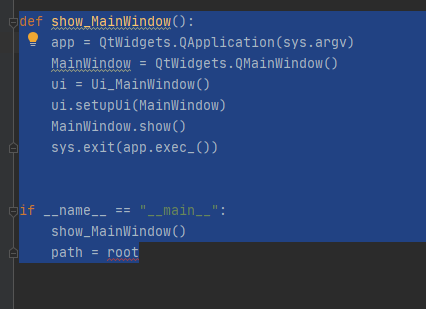 def show_MainWindow():
    app = QtWidgets.QApplication(sys.argv)
    MainWindow = QtWidgets.QMainWindow()
    ui = Ui_MainWindow()
    ui.setupUi(MainWindow)
    MainWindow.show()
    sys.exit(app.exec_())
if __name__ == "__main__":
    show_MainWindow()
    path = root